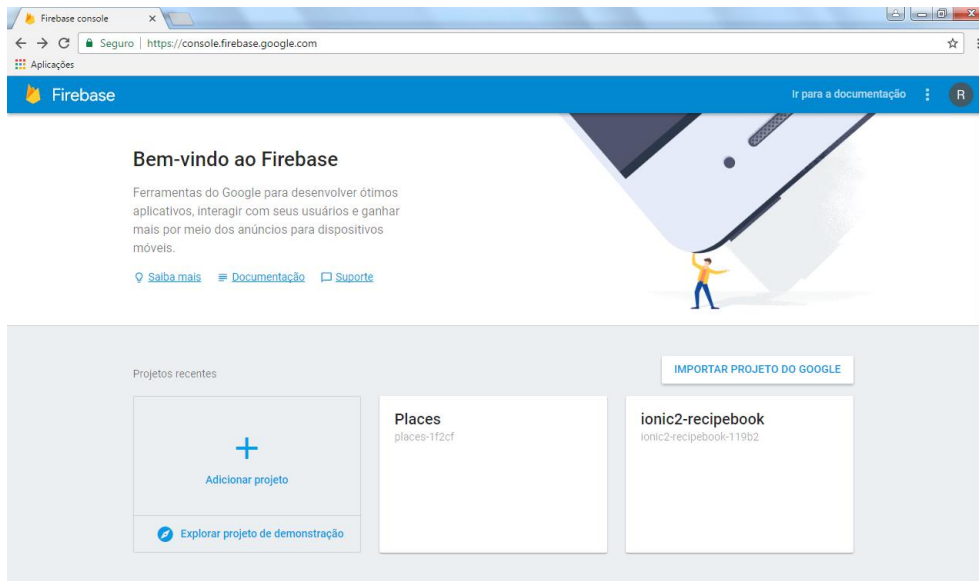 Firebase console
Seguro | https://console.firebase.google.com
Aplicações
Firebase
Ir para a documentação
R
Bem-vindo ao Firebase
Ferramentas do Google para desenvolver ótimos
aplicativos, interagir com seus usuários e ganhar
mais por meio dos anúncios para dispositivos
móveis.
Saiba mais Documentação Suporte
Projetos recentes
IMPORTAR PROJETO DO GOOGLE
Adicionar projeto
Explorar projeto de demonstração
Places
places-1f2cf
ionic2-recipebook
ionic2-recipebook-119b2